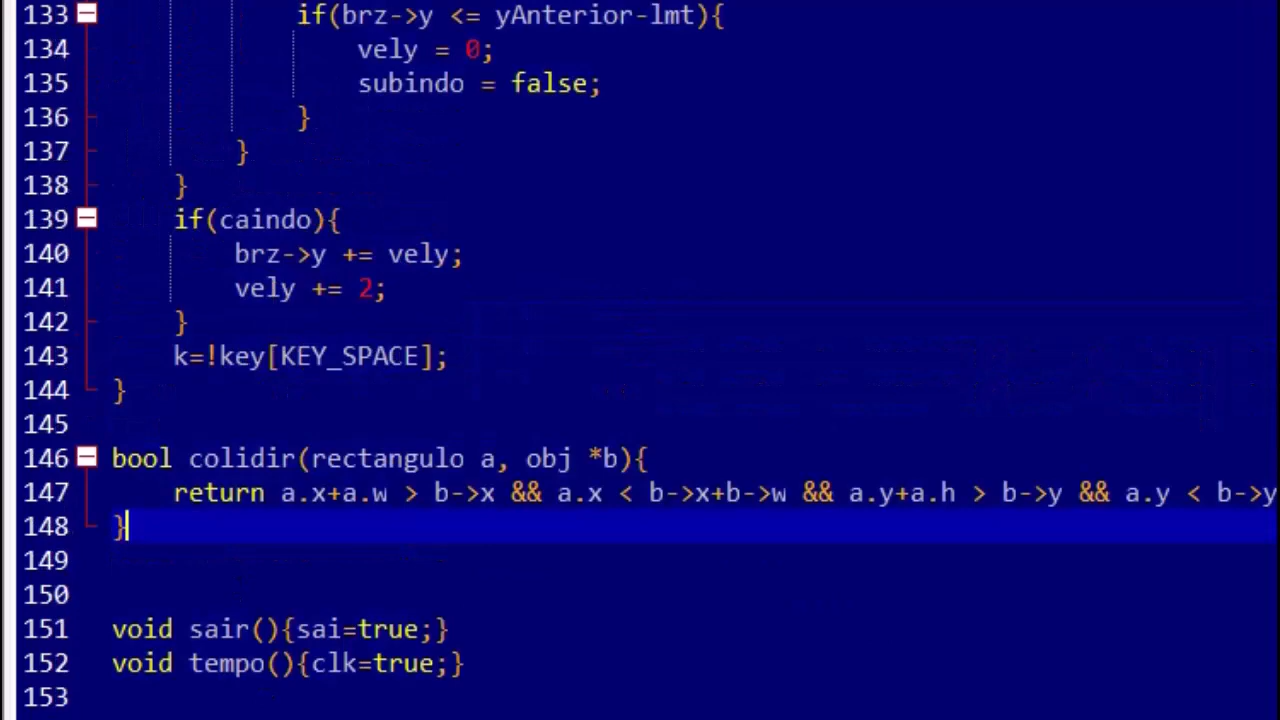 133 if(brz->y <= yAnterior-lmt){
134 vely = 0;
135 subindo = false;
136 }
137 }
138 }
139 if(caindo){
140 brz->y += vely;
141 vely += 2;
142 }
143 k=!key[KEY_SPACE];
144 }
145
146 bool colidir(rectangulo a, obj *b){
147 return a.x+a.w > b->x && a.x < b->x+b->w && a.y+a.h > b->y && a.y < b->y
148 }
149
150
151 void sair(){sai=true;}
152 void tempo(){clk=true;}
153